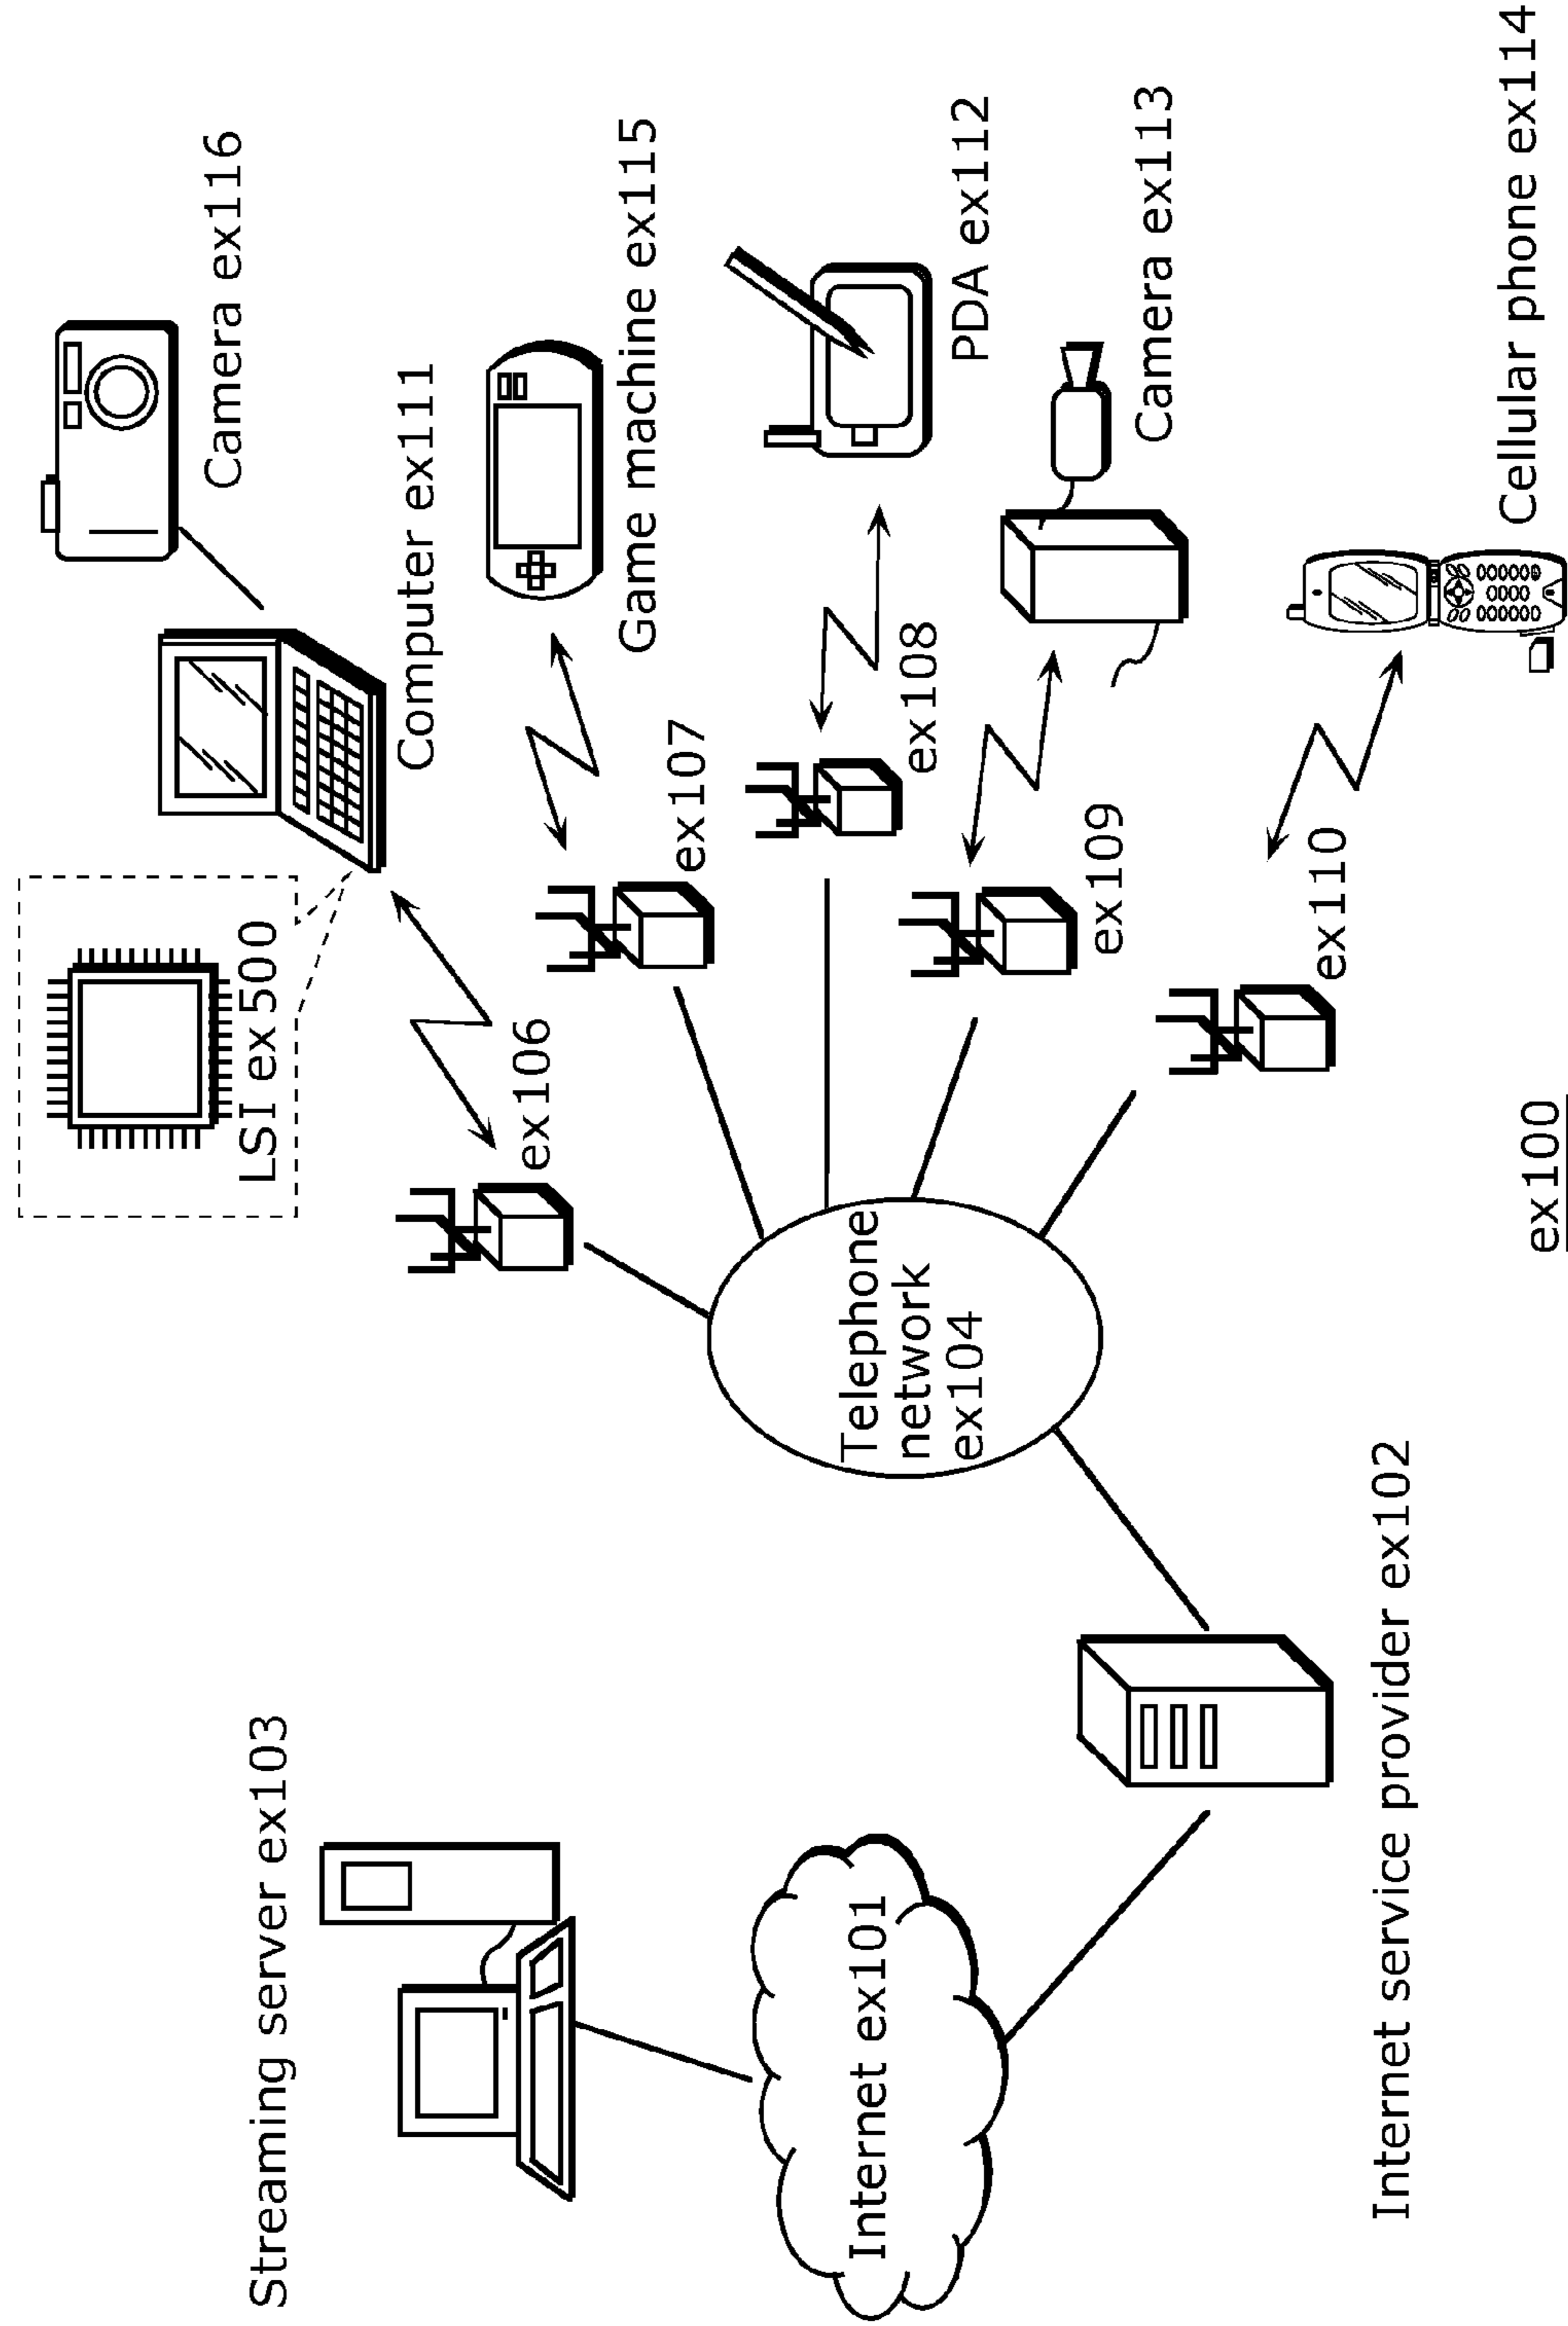 Streaming server ex103
Internet ex101
Internet service provider ex102
Telephone
network
ex104
LSI ex500
ex106
ex107
ex108
ex109
ex110
Camera ex116
Computer ex111
Game machine ex115
PDA ex112
Camera ex113
Cellular phone ex114
ex100